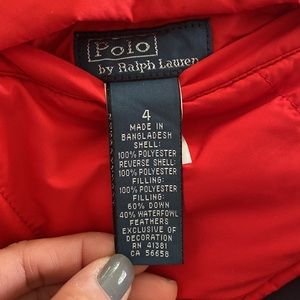 Polo
by Ralph Lauren
4
MADE IN
BANGLADESH
SHELL:
100% POLYESTER
REVERSE SHELL:
100% POLYESTER
FILLING:
100% POLYESTER
FILLING:
60% DOWN
40% WATERFOWL
FEATHERS
EXCLUSIVE OF
DECORATION
RN 41381
CA 56658